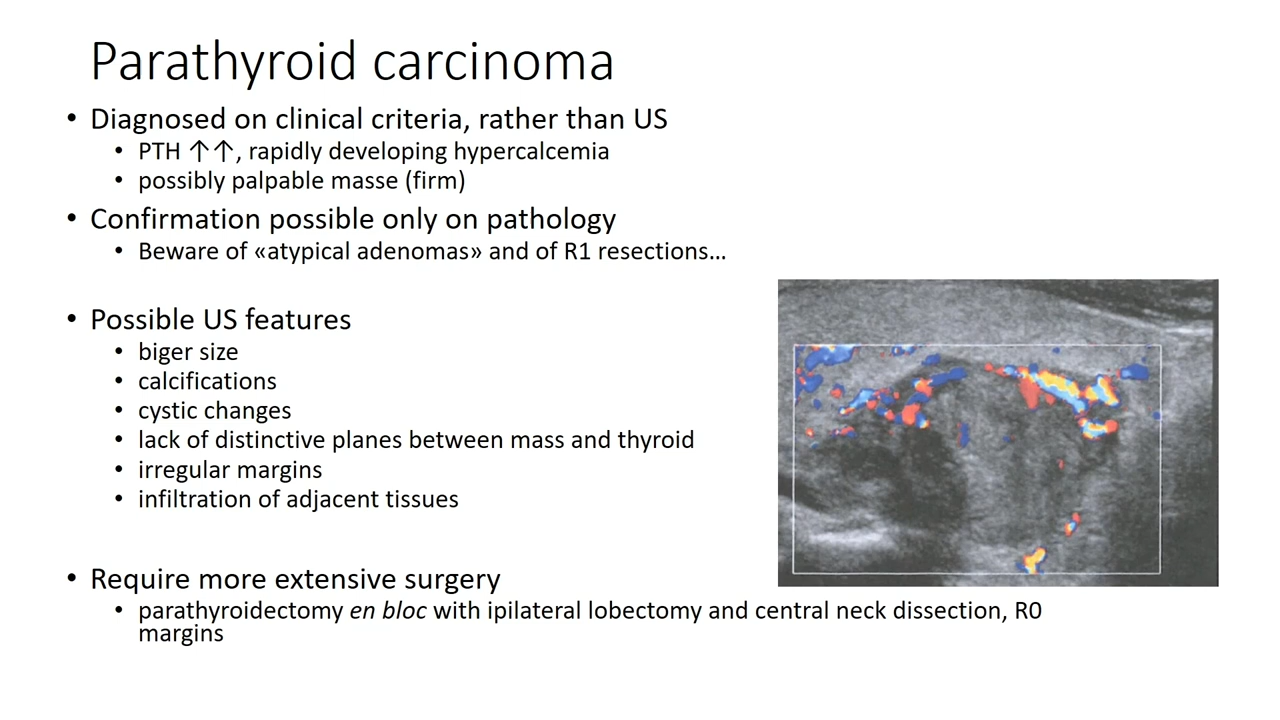 Parathyroid carcinoma
• Diagnosed on clinical criteria, rather than US
• PTH ↑↑, rapidly developing hypercalcemia
• possibly palpable masse (firm)
• Confirmation possible only on pathology
• Beware of «atypical adenomas» and of R1 resections...
• Possible US features
• biger size
• calcifications
• cystic changes
• lack of distinctive planes between mass and thyroid
• irregular margins
• infiltration of adjacent tissues
• Require more extensive surgery
• parathyroidectomy en bloc with ipilateral lobectomy and central neck dissection, R0
margins